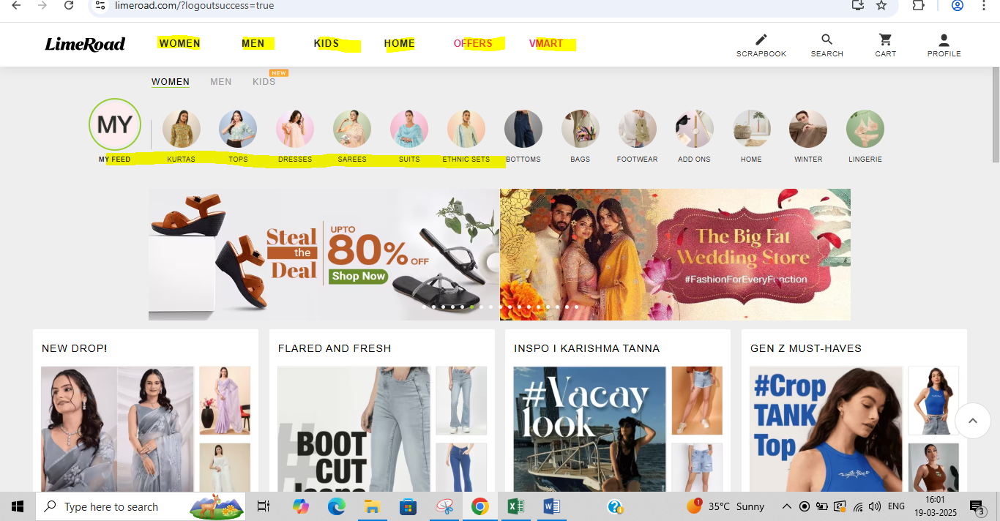 limeroad.com/?logoutsuccess=true
LimeRoad WOMEN MEN KIDS HOME OFFERS VMART SCRAPBOOK SEARCH CART PROFILE
NEW
WOMEN MEN KIDS
MY
MY FEED KURTAS TOPS DRESSES SAREES SUITS ETHNIC SETS BOTTOMS BAGS FOOTWEAR ADD ONS HOME WINTER LINGERIE
Steal
the
Deal
UPTO
80% OFF
Shop Now
The Big Fat
Wedding Store
#FashionForEveryFunction
NEW DROP!
FLARED AND FRESH
#
BOOT
CUT
Jeans
INSPO I KARISHMA TANNA
#Vacay
look
GEN Z MUST-HAVES
#Crop
TANK
Top
Type here to search
1
35°C Sunny
ENG
16:01
19-03-2025
3